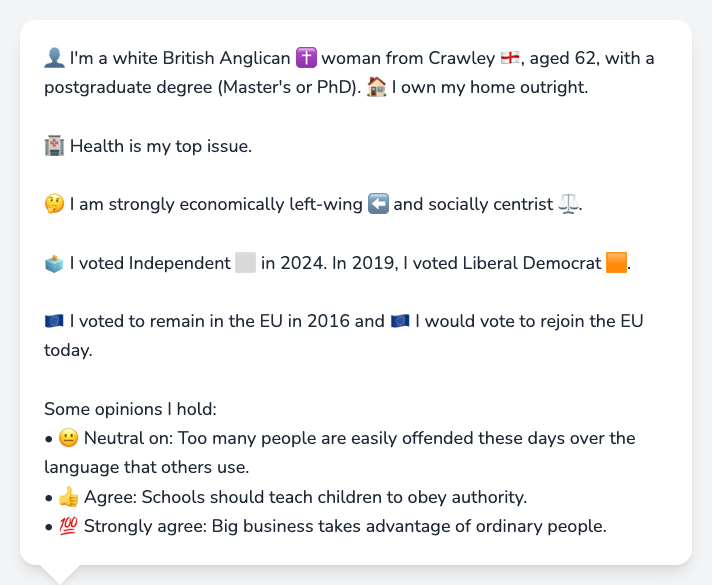 👤 I'm a white British Anglican ✝️ woman from Crawley 🏴󠁧󠁢󠁥󠁮󠁧󠁿, aged 62, with a
postgraduate degree (Master's or PhD). 🏠 I own my home outright.
🏥 Health is my top issue.
🤔 I am strongly economically left-wing ⬅️ and socially centrist ⚖️.
🗳️ I voted Independent ⬜ in 2024. In 2019, I voted Liberal Democrat 🟧.
🇪🇺 I voted to remain in the EU in 2016 and 🇪🇺 I would vote to rejoin the EU
today.
Some opinions I hold:
• 😐 Neutral on: Too many people are easily offended these days over the
language that others use.
• 👍 Agree: Schools should teach children to obey authority.
• 💯 Strongly agree: Big business takes advantage of ordinary people.